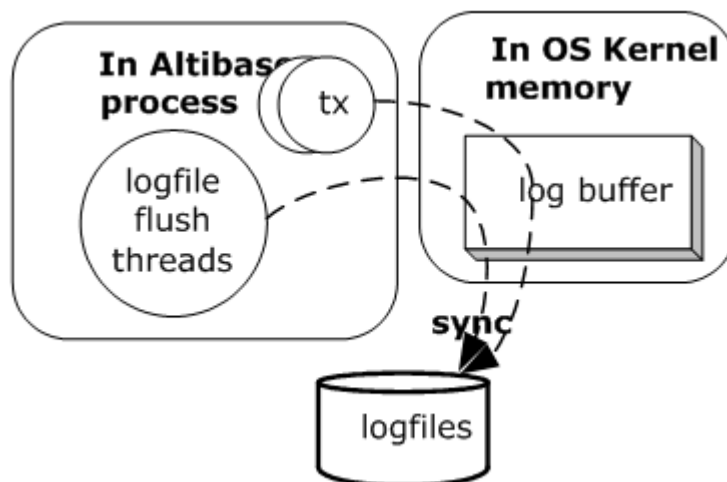 In Altibase
process
tx
logfile
flush
threads
In OS Kernel
memory
log buffer
sync
logfiles